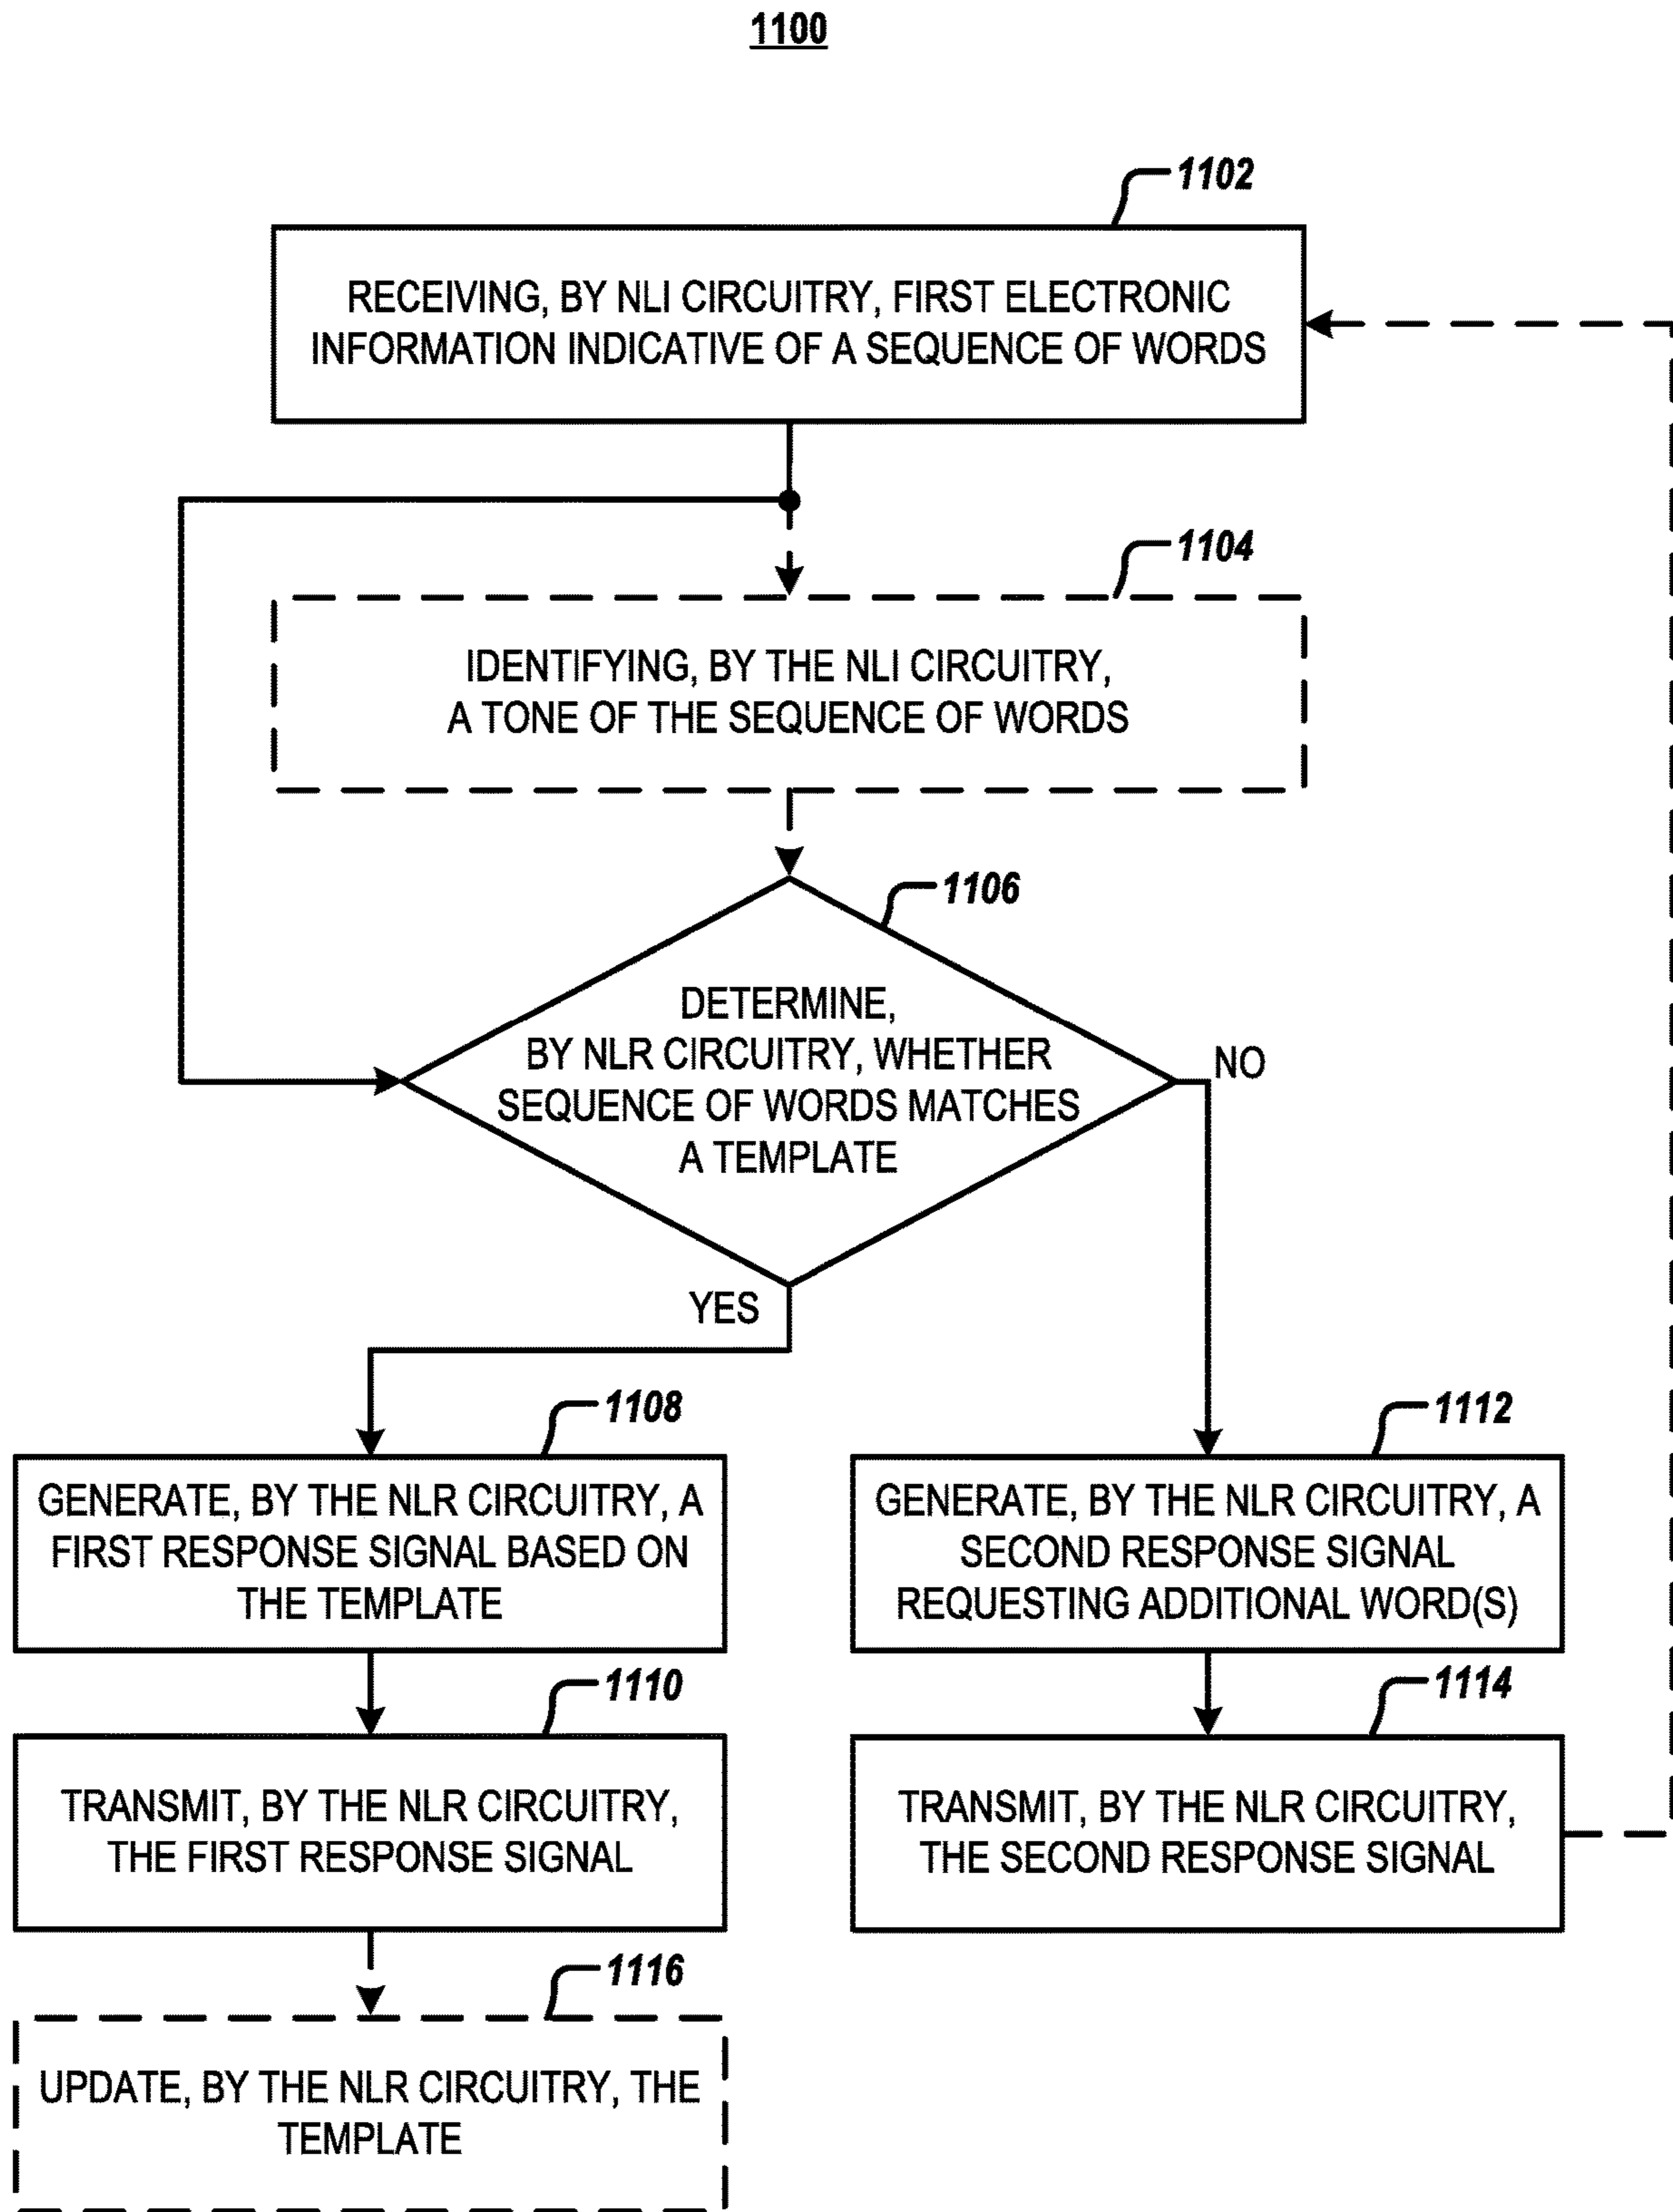 1100
1102
RECEIVING, BY NLI CIRCUITRY, FIRST ELECTRONIC
INFORMATION INDICATIVE OF A SEQUENCE OF WORDS
1104
IDENTIFYING, BY THE NLI CIRCUITRY,
A TONE OF THE SEQUENCE OF WORDS
1106
DETERMINE,
BY NLR CIRCUITRY, WHETHER
SEQUENCE OF WORDS MATCHES
A TEMPLATE
NO
YES
1108
GENERATE, BY THE NLR CIRCUITRY, A
FIRST RESPONSE SIGNAL BASED ON
THE TEMPLATE
1112
GENERATE, BY THE NLR CIRCUITRY, A
SECOND RESPONSE SIGNAL
REQUESTING ADDITIONAL WORD(S)
1110
TRANSMIT, BY THE NLR CIRCUITRY,
THE FIRST RESPONSE SIGNAL
1114
TRANSMIT, BY THE NLR CIRCUITRY,
THE SECOND RESPONSE SIGNAL
1116
UPDATE, BY THE NLR CIRCUITRY, THE
TEMPLATE